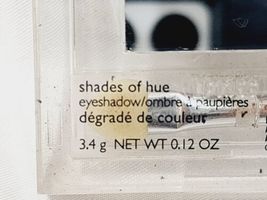 shades of hue
eyeshadow/ombre à paupières
dégradé de couleur
3.4 g NET WT 0.12 OZ